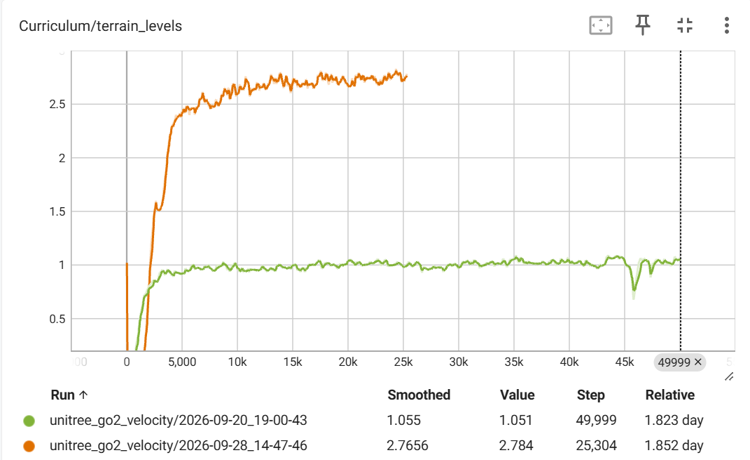 Curriculum/terrain_levels
2.5
2
1.5
1
0.5
0 5,000 10k 15k 20k 25k 30k 35k 40k 45k 49999 ×
Run ↑ Smoothed Value Step Relative
unitree_go2_velocity/2026-09-20_19-00-43 1.055 1.051 49,999 1.823 day
unitree_go2_velocity/2026-09-28_14-47-46 2.7656 2.784 25,304 1.852 day